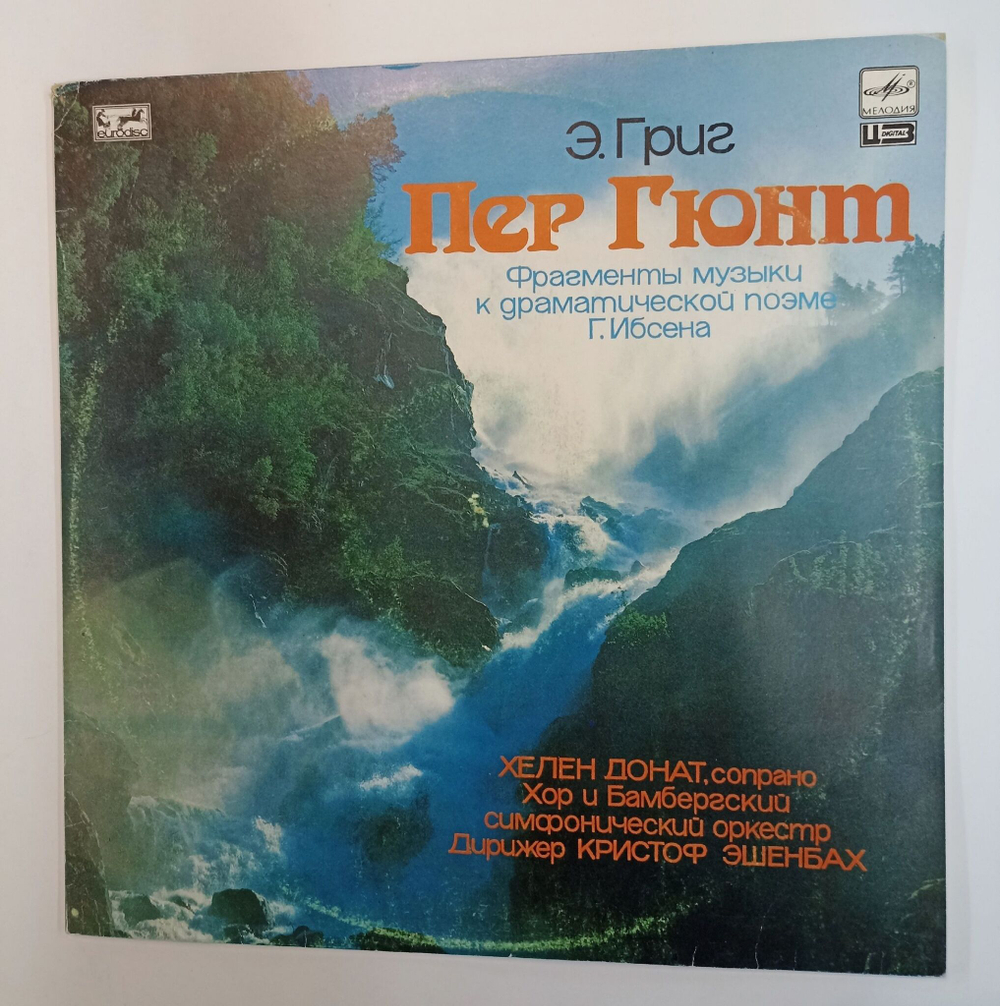 eurodisc
МЕЛОДИЯ
ЦЗ DIGITAL
Э. Григ
Пер Гюнт
Фрагменты музыки
к драматической поэме
Г. Ибсена
ХЕЛЕН ДОНАТ, сопрано
Хор и Бамбергский
симфонический оркестр
Дирижер КРИСТОФ ЭШЕНБАХ